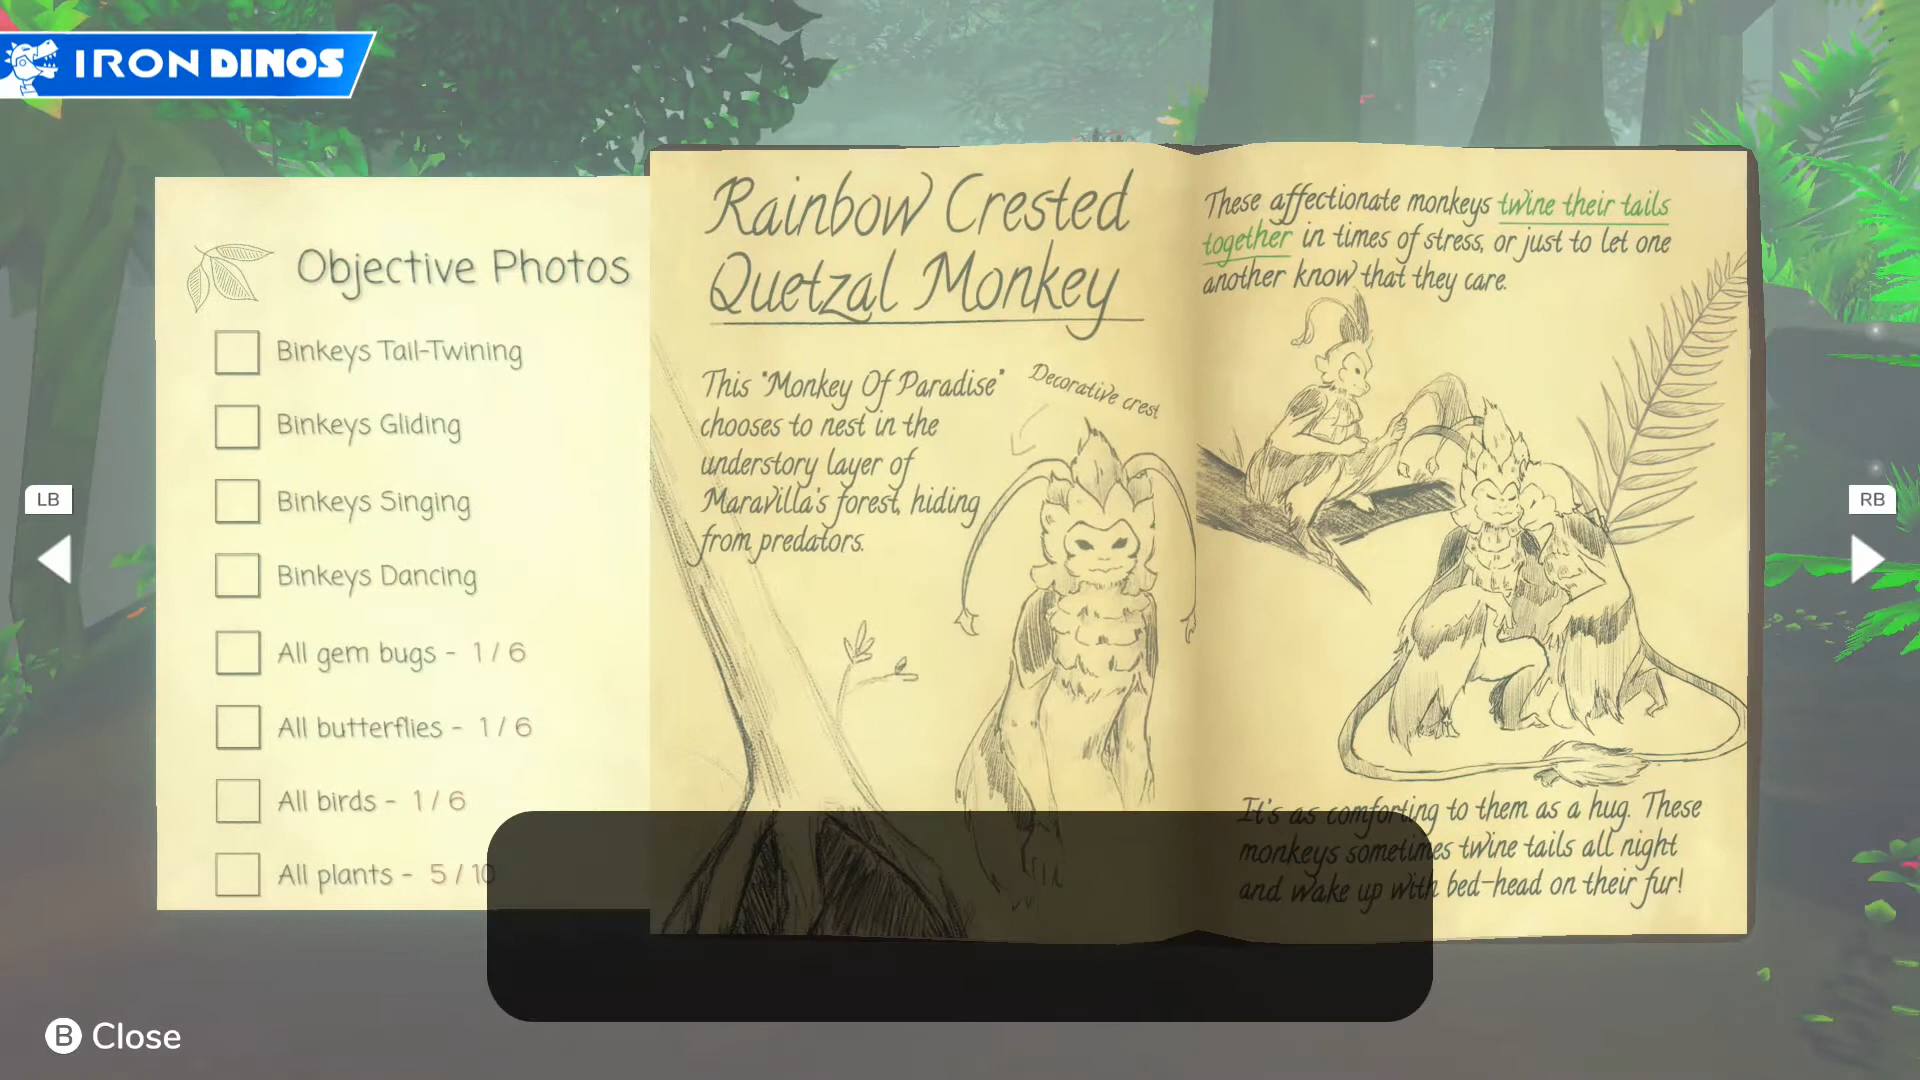 IRON DINOS
Objective Photos
Binkeys Tail-Twining
Binkeys Gliding
Binkeys Singing
Binkeys Dancing
All gem bugs - 1 / 6
All butterflies - 1 / 6
All birds - 1 / 6
All plants - 5 / 10
Rainbow Crested
Quetzal Monkey
This "Monkey Of Paradise"
chooses to nest in the
understory layer of
Maravilla's forest, hiding
from predators.
Decorative crest
These affectionate monkeys twine their tails
together in times of stress, or just to let one
another know that they care.
It's as comforting to them as a hug. These
monkeys sometimes twine tails all night
and wake up with bed-head on their fur!
LB
RB
B Close